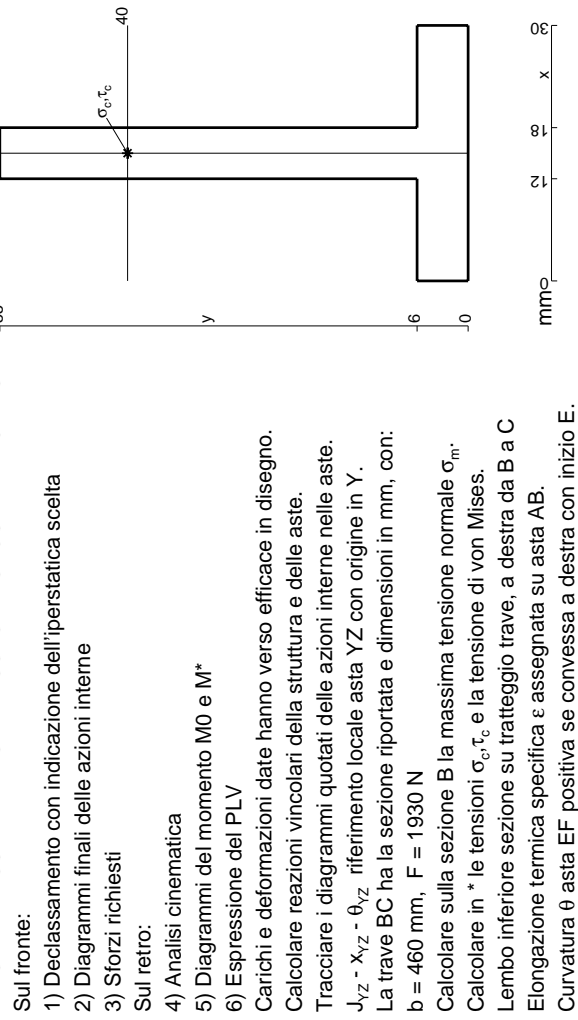 Sul fronte:
1) Declassamento con indicazione dell'iperstatica scelta
2) Diagrammi finali delle azioni interne
3) Sforzi richiesti
Sul retro:
4) Analisi cinematica
5) Diagrammi del momento M0 e M*
6) Espressione del PLV
Carichi e deformazioni date hanno verso efficace in disegno.
Calcolare reazioni vincolari della struttura e delle aste.
Tracciare i diagrammi quotati delle azioni interne nelle aste.
J_YZ - x_YZ - θ_YZ riferimento locale asta YZ con origine in Y.
La trave BC ha la sezione riportata e dimensioni in mm, con:
b = 460 mm, F = 1930 N
Calcolare sulla sezione B la massima tensione normale σ_m.
Calcolare in * le tensioni σ_c,τ_c e la tensione di von Mises.
Lembo inferiore sezione su tratteggio trave, a destra da B a C
Elongazione termica specifica ε assegnata su asta AB.
Curvatura θ asta EF positiva se convessa a destra con inizio E.
40
σ_c,τ_c
y
6
0
0
12
18
x
30
mm